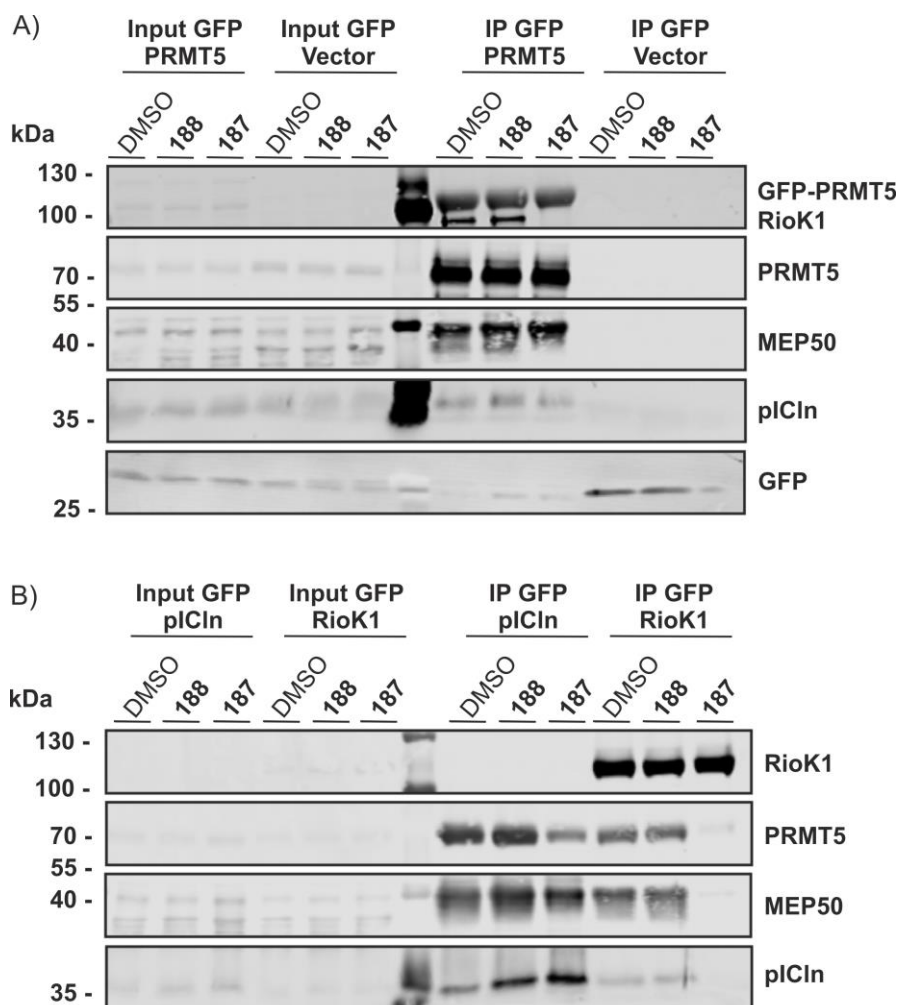 A)
Input GFP Input GFP IP GFP IP GFP
PRMT5 Vector PRMT5 Vector
kDa DMSO 188 187 DMSO 188 187 DMSO 188 187 DMSO 188 187
130 -
GFP-PRMT5
100 - RioK1
70 - PRMT5
55 -
40 - MEP50
35 - pICln
GFP
25 -
B)
Input GFP Input GFP IP GFP IP GFP
pICln RioK1 pICln RioK1
kDa DMSO 188 187 DMSO 188 187 DMSO 188 187 DMSO 188 187
130 -
RioK1
100 -
70 - PRMT5
55 -
40 - MEP50
pICln
35 -